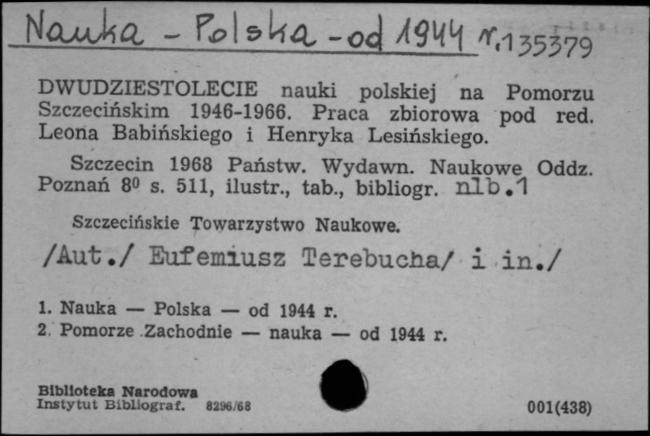 Nauka - Polska - od 1944 r. 135379
DWUDZIESTOLECIE nauki polskiej na Pomorzu
Szczecińskim 1946-1966. Praca zbiorowa pod red.
Leona Babińskiego i Henryka Lesińskiego.
Szczecin 1968 Państw. Wydawn. Naukowe Oddz.
Poznań 8⁰ s. 511, ilustr., tab., bibliogr. nlb.1
Szczecińskie Towarzystwo Naukowe.
/Aut./ Eufemiusz Terebucha/ i in./
1. Nauka — Polska — od 1944 r.
2. Pomorze Zachodnie — nauka — od 1944 r.
Biblioteka Narodowa
Instytut Bibliograf. 8296/68
001(438)